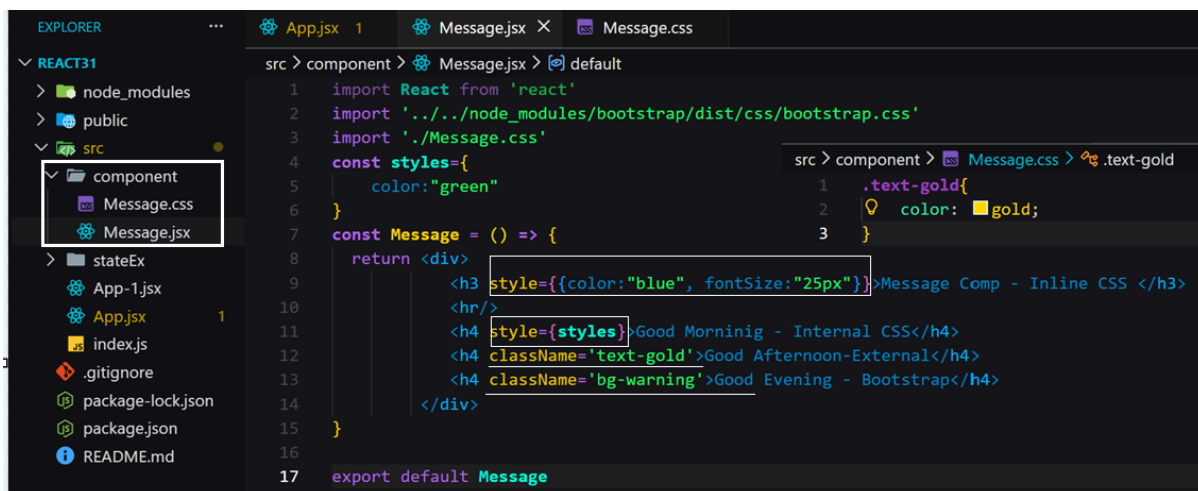 EXPLORER ···
REACT31
node_modules
public
src
component
Message.css
Message.jsx
stateEx
App-1.jsx
App.jsx 1
index.js
.gitignore
package-lock.json
package.json
README.md
App.jsx 1 Message.jsx Message.css
src > component > Message.jsx > default
1 import React from 'react'
2 import '../../node_modules/bootstrap/dist/css/bootstrap.css'
3 import './Message.css'
4 const styles={
5 color:"green"
6 }
7 const Message = () => {
8 return <div>
9 <h3 style={{color:"blue", fontSize:"25px"}}>Message Comp - Inline CSS </h3>
10 <hr/>
11 <h4 style={styles}>Good Morninig - Internal CSS</h4>
12 <h4 className='text-gold'>Good Afternoon-External</h4>
13 <h4 className='bg-warning'>Good Evening - Bootstrap</h4>
14 </div>
15 }
16
17 export default Message
src > component > Message.css > .text-gold
1 .text-gold{
2 color: gold;
3 }